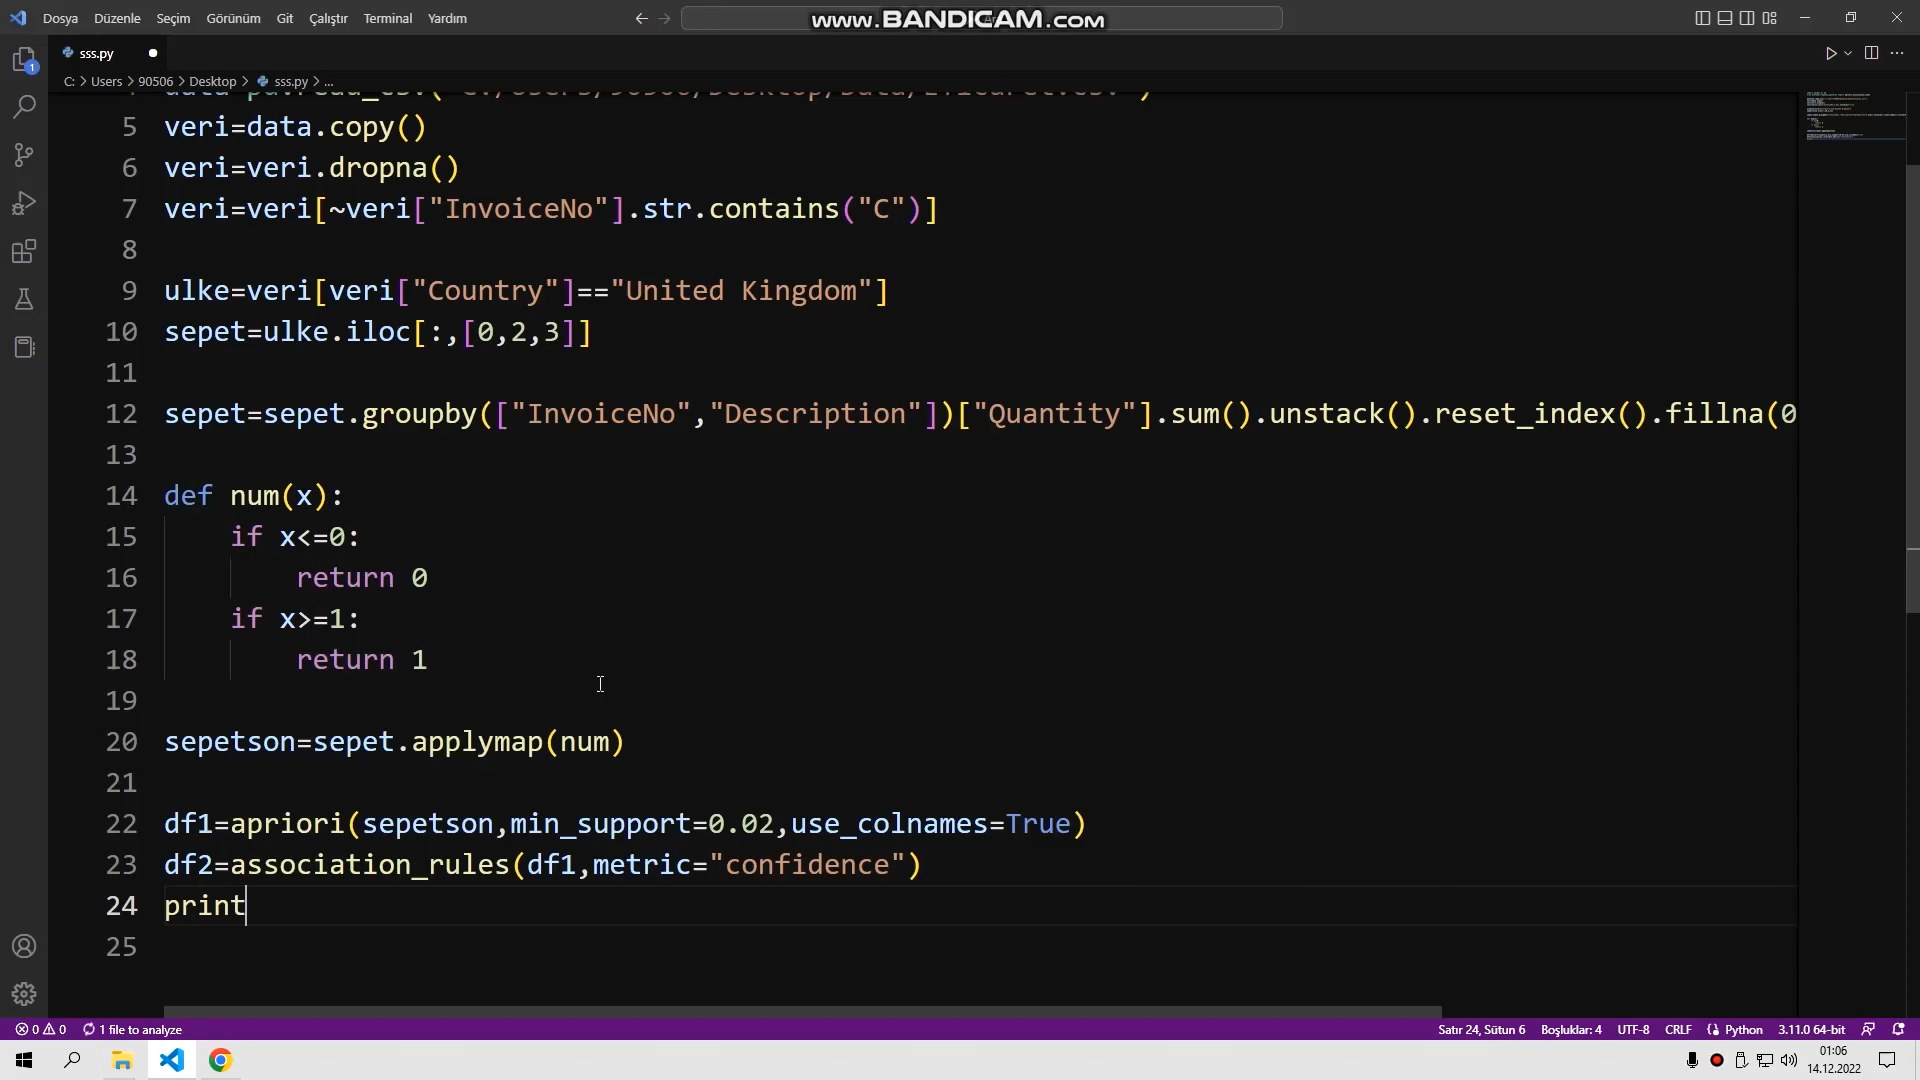 Dosya Düzenle Seçim Görünüm Git Çalıştır Terminal Yardım
www.BANDICAM.com
sss.py
C: > Users > 90506 > Desktop > sss.py > ...
5 veri=data.copy()
6 veri=veri.dropna()
7 veri=veri[~veri["InvoiceNo"].str.contains("C")]
8
9 ulke=veri[veri["Country"]=="United Kingdom"]
10 sepet=ulke.iloc[:,[0,2,3]]
11
12 sepet=sepet.groupby(["InvoiceNo","Description"])["Quantity"].sum().unstack().reset_index().fillna(0
13
14 def num(x):
15 if x<=0:
16 return 0
17 if x>=1:
18 return 1
19
20 sepetson=sepet.applymap(num)
21
22 df1=apriori(sepetson,min_support=0.02,use_colnames=True)
23 df2=association_rules(df1,metric="confidence")
24 print
25
1
0 0 1 file to analyze
Satır 24, Sütun 6 Boşluklar: 4 UTF-8 CRLF Python 3.11.0 64-bit
01:06
14.12.2022